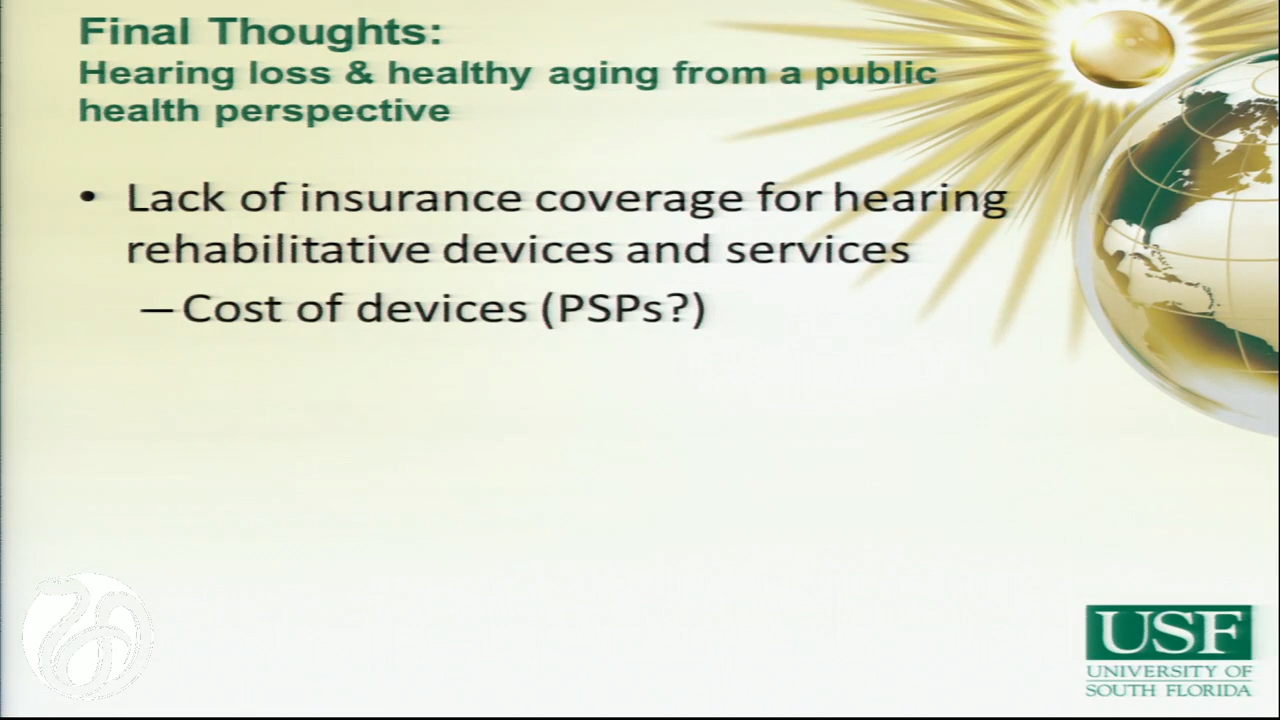 Final Thoughts:
Hearing loss & healthy aging from a public
health perspective
• Lack of insurance coverage for hearing
rehabilitative devices and services
– Cost of devices (PSPs?)
USF
UNIVERSITY OF
SOUTH FLORIDA